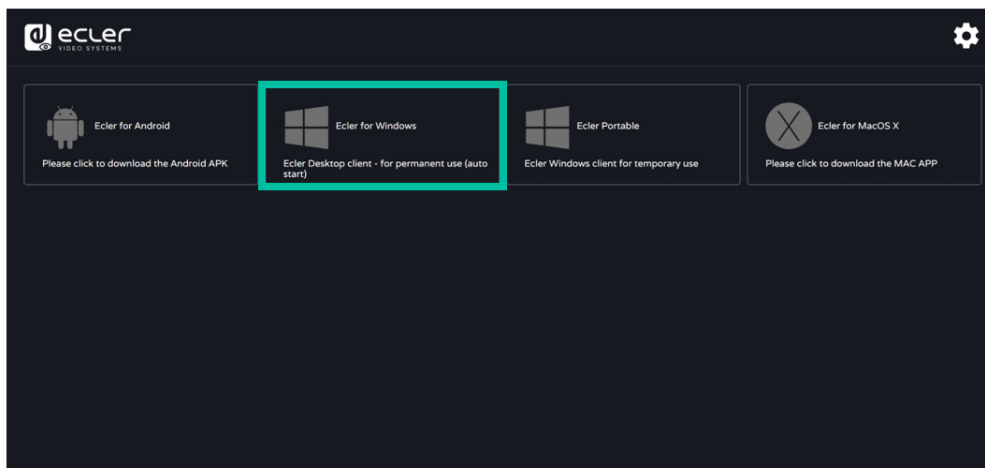 ecler
VIDEO SYSTEMS
Ecler for Android
Please click to download the Android APK
Ecler for Windows
Ecler Desktop client - for permanent use (auto
start)
Ecler Portable
Ecler Windows client for temporary use
X
Ecler for MacOS X
Please click to download the MAC APP